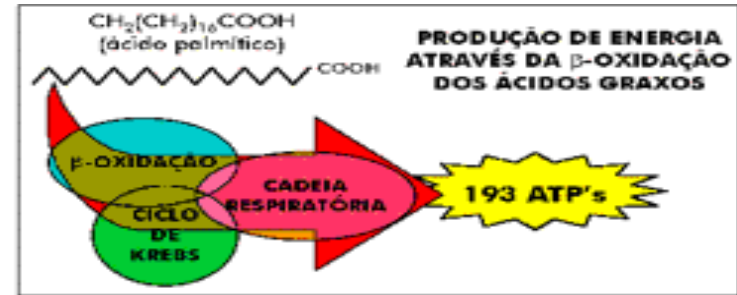 CH₂(CH₂)₁₆COOH
(ácido palmítico)
COOH
PRODUÇÃO DE ENERGIA
ATRAVÉS DA β-OXIDAÇÃO
DOS ÁCIDOS GRAXOS
β-OXIDAÇÃO
CICLO
DE
KREBS
CADEIA
RESPIRATÓRIA
193 ATP's